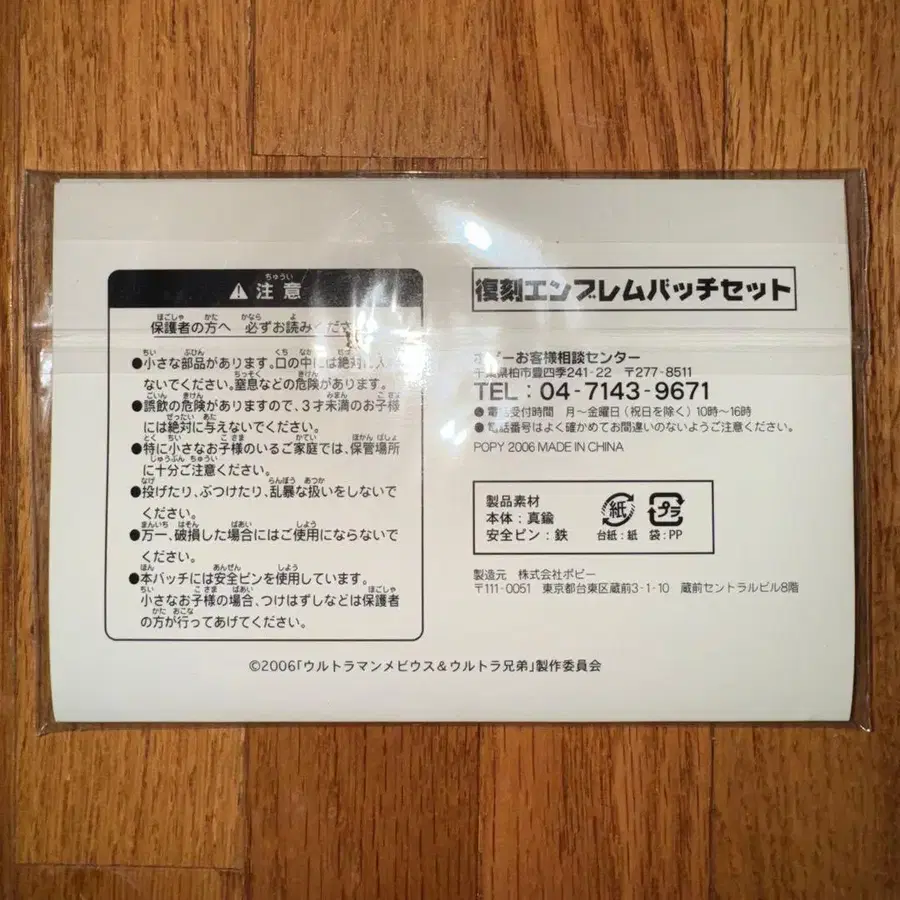 注意
保護者の方へ 必ずお読みくださ
●小さな部品があります。口の中には絶対に入
ないでください。窒息などの危険があります。
●誤飲の危険がありますので、3才未満のお子様
には絶対に与えないでください。
●特に小さなお子様のいるご家庭では、保管場所
に十分ご注意ください。
●投げたり、ぶつけたり、乱暴な扱いをしないで
ください。
●万一、破損した場合にはご使用にならないで
ください。
●本バッチには安全ピンを使用しています。
小さなお子様の場合、つけはずしなどは保護者
の方が行ってあげてください。
復刻エンブレムバッチセット
ポピーお客様相談センター
千葉県柏市豊四季241-22 〒277-8511
TEL:04-7143-9671
●電話受付時間 月〜金曜日(祝日を除く)10時〜16時
●電話番号はよく確かめてお間違いのないようご注意ください。
POPY 2006 MADE IN CHINA
製品素材
本体:真鍮
安全ピン:鉄
紙
台紙:紙
プラ
袋:PP
製造元 株式会社ポピー
〒111-0051 東京都台東区蔵前3-1-10 蔵前セントラルビル8階
©2006「ウルトラマンメビウス&ウルトラ兄弟」製作委員会